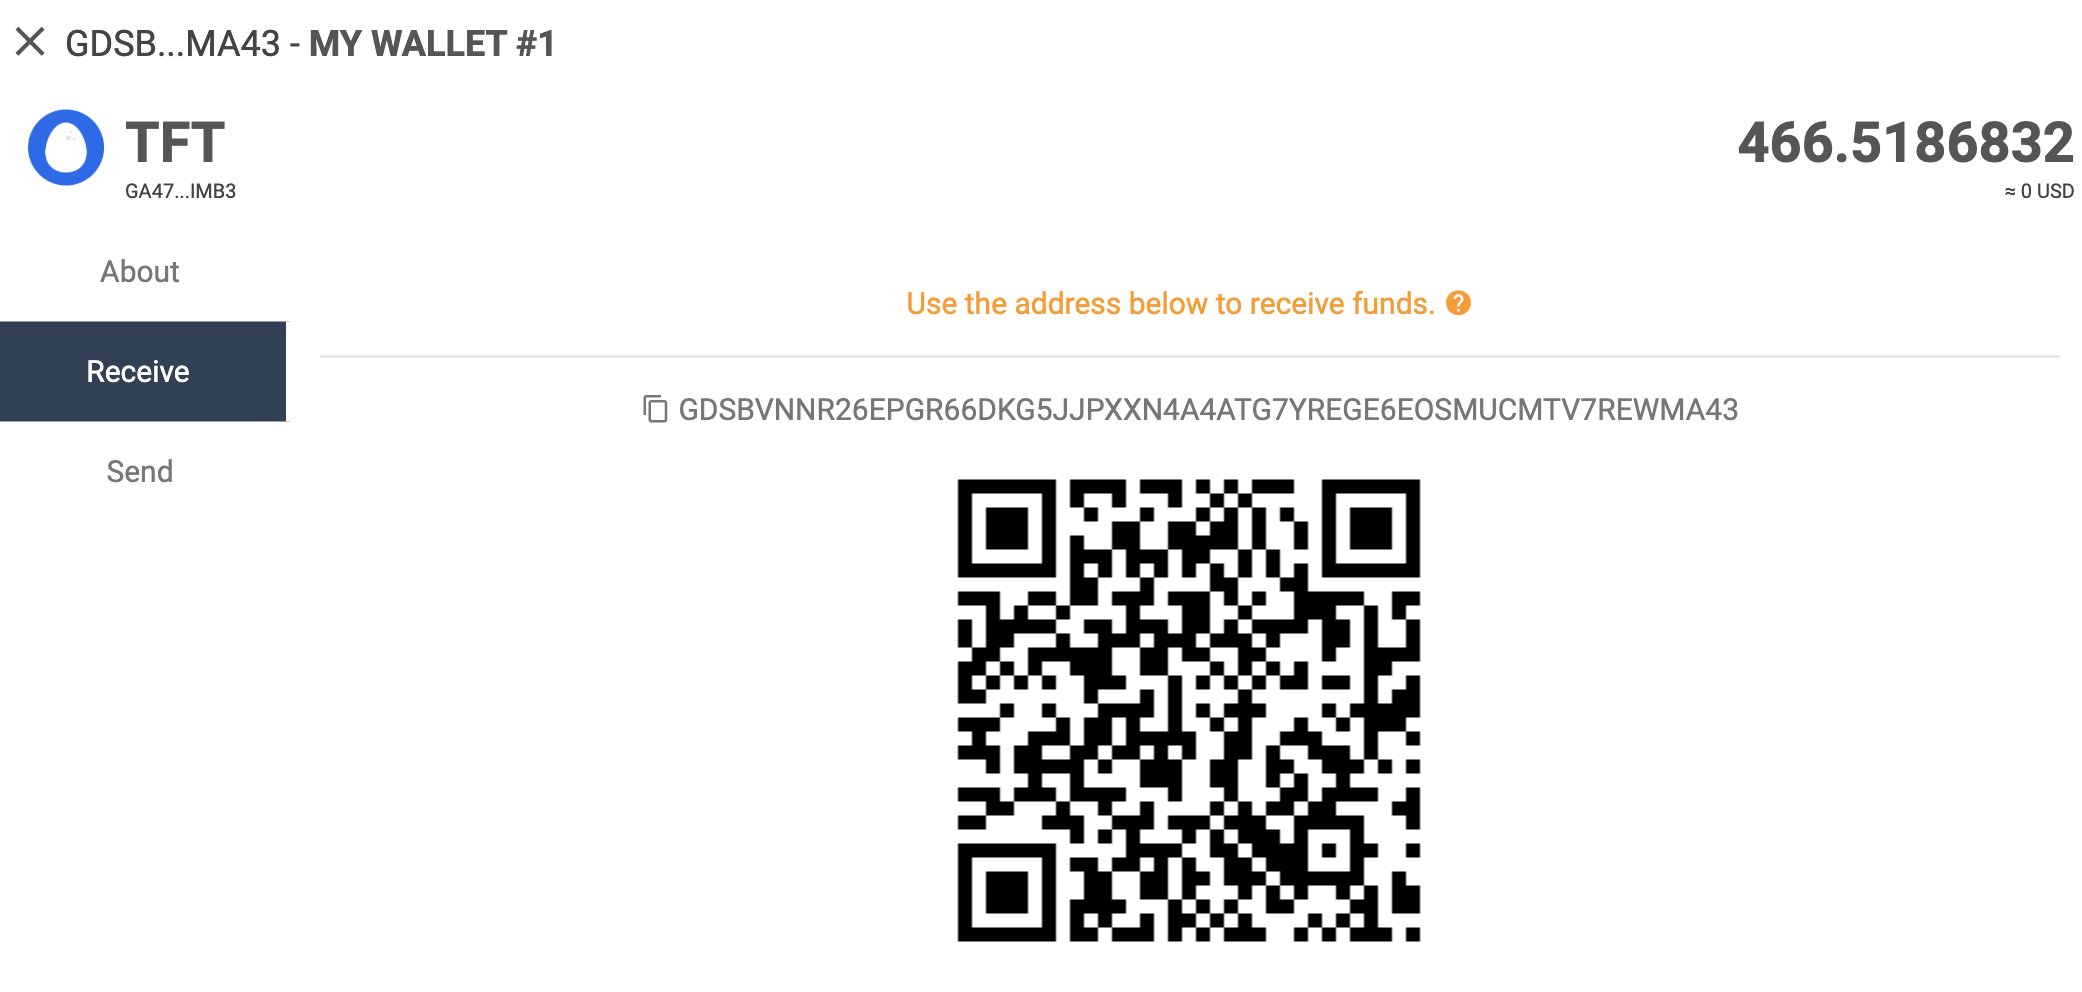 GDSB...MA43 - MY WALLET #1
TFT
466.5186832
GA47...IMB3
≈ 0 USD
About
Use the address below to receive funds.
Receive
GDSBVNNR26EPGR66DKG5JJPXXN4A4ATG7YREGE6EOSMUCMTV7REWMA43
Send